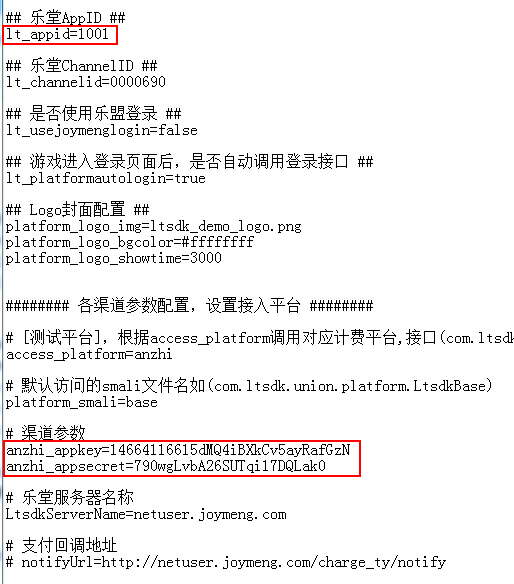 ## 乐堂AppID ##
lt_appid=1001
## 乐堂ChannelID ##
lt_channelid=0000690
## 是否使用乐盟登录 ##
lt_usejoymenglogin=false
## 游戏进入登录页面后, 是否自动调用登录接口 ##
lt_platformautologin=true
## Logo封面配置 ##
platform_logo_img=ltsdk_demo_logo.png
platform_logo_bgcolor=#ffffffff
platform_logo_showtime=3000
######## 各渠道参数配置, 设置接入平台 ########
# [测试平台], 根据access_platform调用对应计费平台,接口(com.ltsdk
access_platform=anzhi
# 默认访问的smali文件名如(com.ltsdk.union.platform.LtsdkBase)
platform_smali=base
# 渠道参数
anzhi_appkey=14664116615dMQ4iBXkCv5ayRafGzN
anzhi_appsecret=790wgLvbA26SUTqi17DQLak0
# 乐堂服务器名称
LtsdkServerName=netuser.joymeng.com
# 支付回调地址
# notifyUrl=http://netuser.joymeng.com/charge_ty/notify